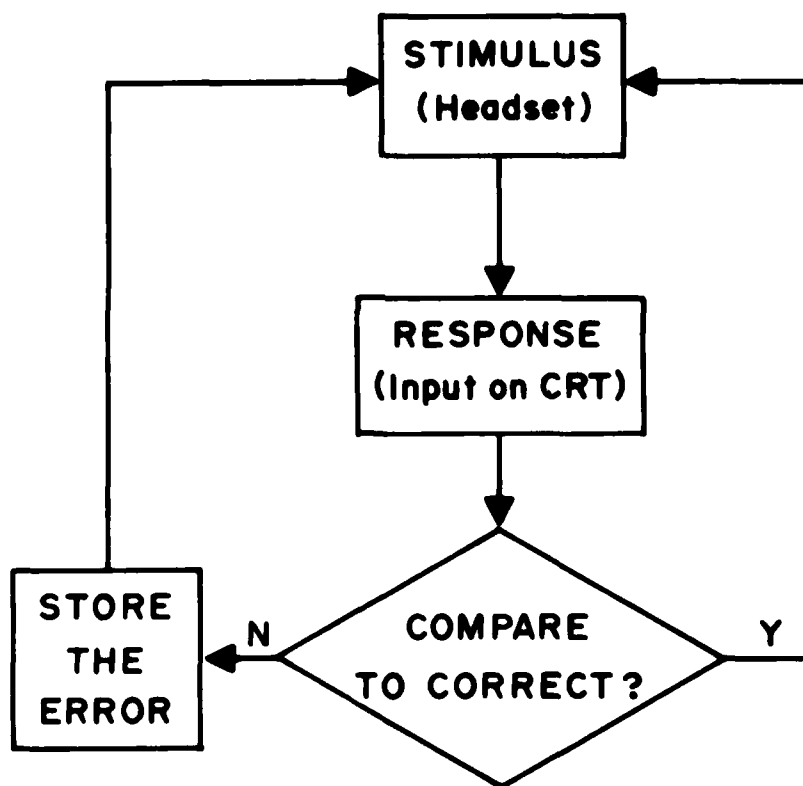 STIMULUS
(Headset)
RESPONSE
(Input on CRT)
COMPARE
TO CORRECT?
N
Y
STORE
THE
ERROR